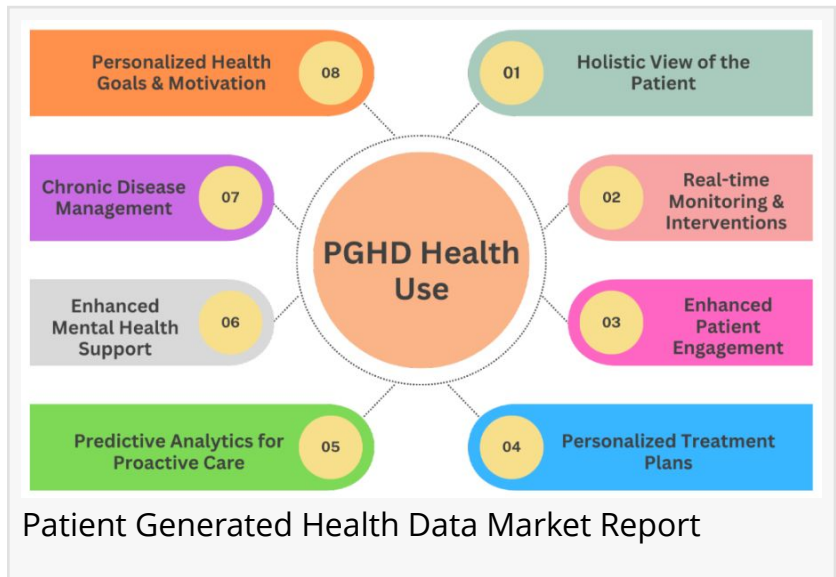 PGHD Health
Use
01
Holistic View of the
Patient
02
Real-time
Monitoring &
Interventions
03
Enhanced
Patient
Engagement
04
Personalized Treatment
Plans
05
Predictive Analytics for
Proactive Care
06
Enhanced
Mental Health
Support
07
Chronic Disease
Management
08
Personalized Health
Goals & Motivation
Patient Generated Health Data Market Report